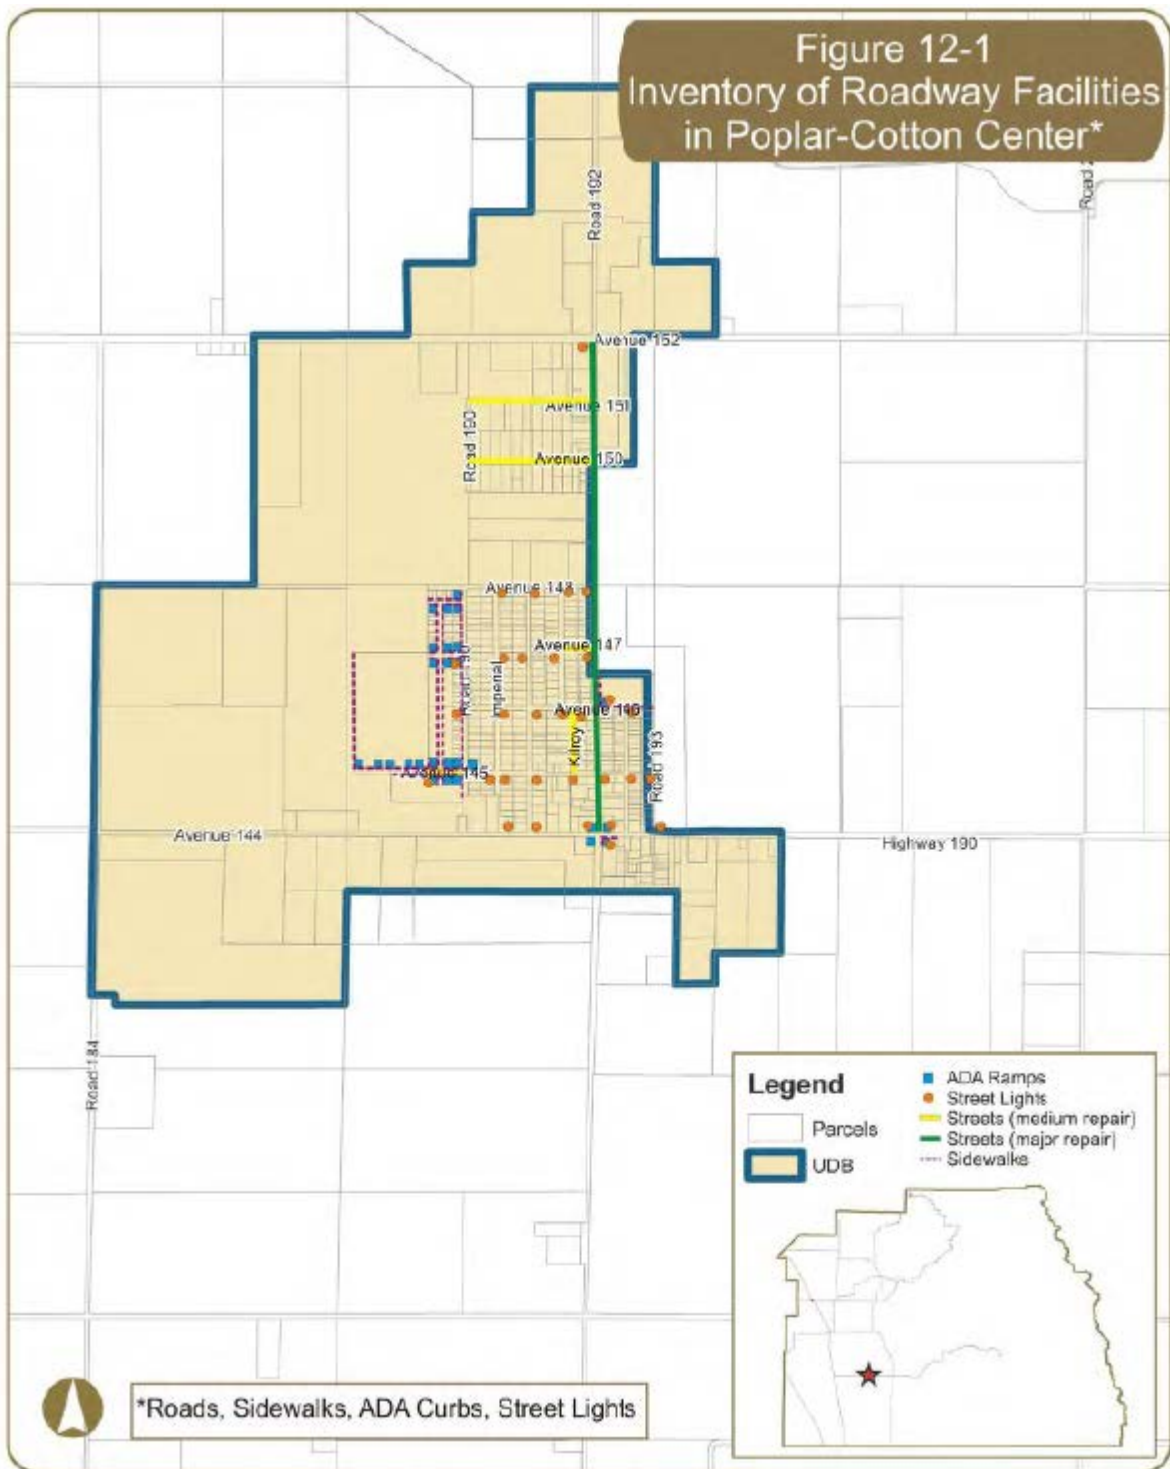 Figure 12-1
Inventory of Roadway Facilities
in Poplar-Cotton Center*
Road 192
Road
Avenue 152
Avenue 151
Road 190
Avenue 150
Avenue 148
Avenue 147
Road 190
Imperial
Avenue 146
Kilroy
Road 193
Avenue 145
Avenue 144
Highway 190
Road 184
Legend
Parcels
UDB
ADA Ramps
Street Lights
Streets (medium repair)
Streets (major repair)
Sidewalks
*Roads, Sidewalks, ADA Curbs, Street Lights